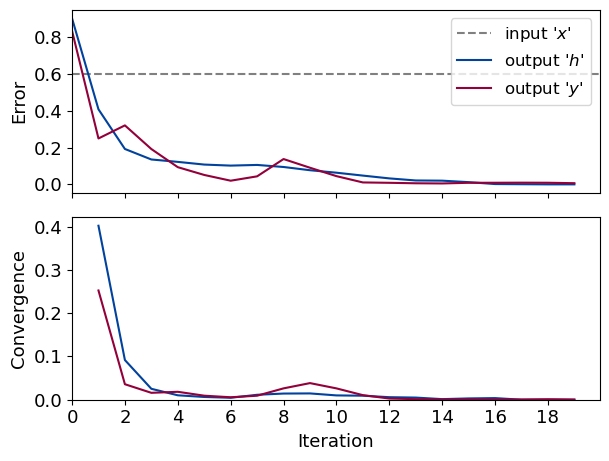 0.8
0.6
0.4
0.2
0.0
Error
input 'x'
output 'h'
output 'y'
0.4
0.3
0.2
0.1
0.0
Convergence
0 2 4 6 8 10 12 14 16 18
Iteration